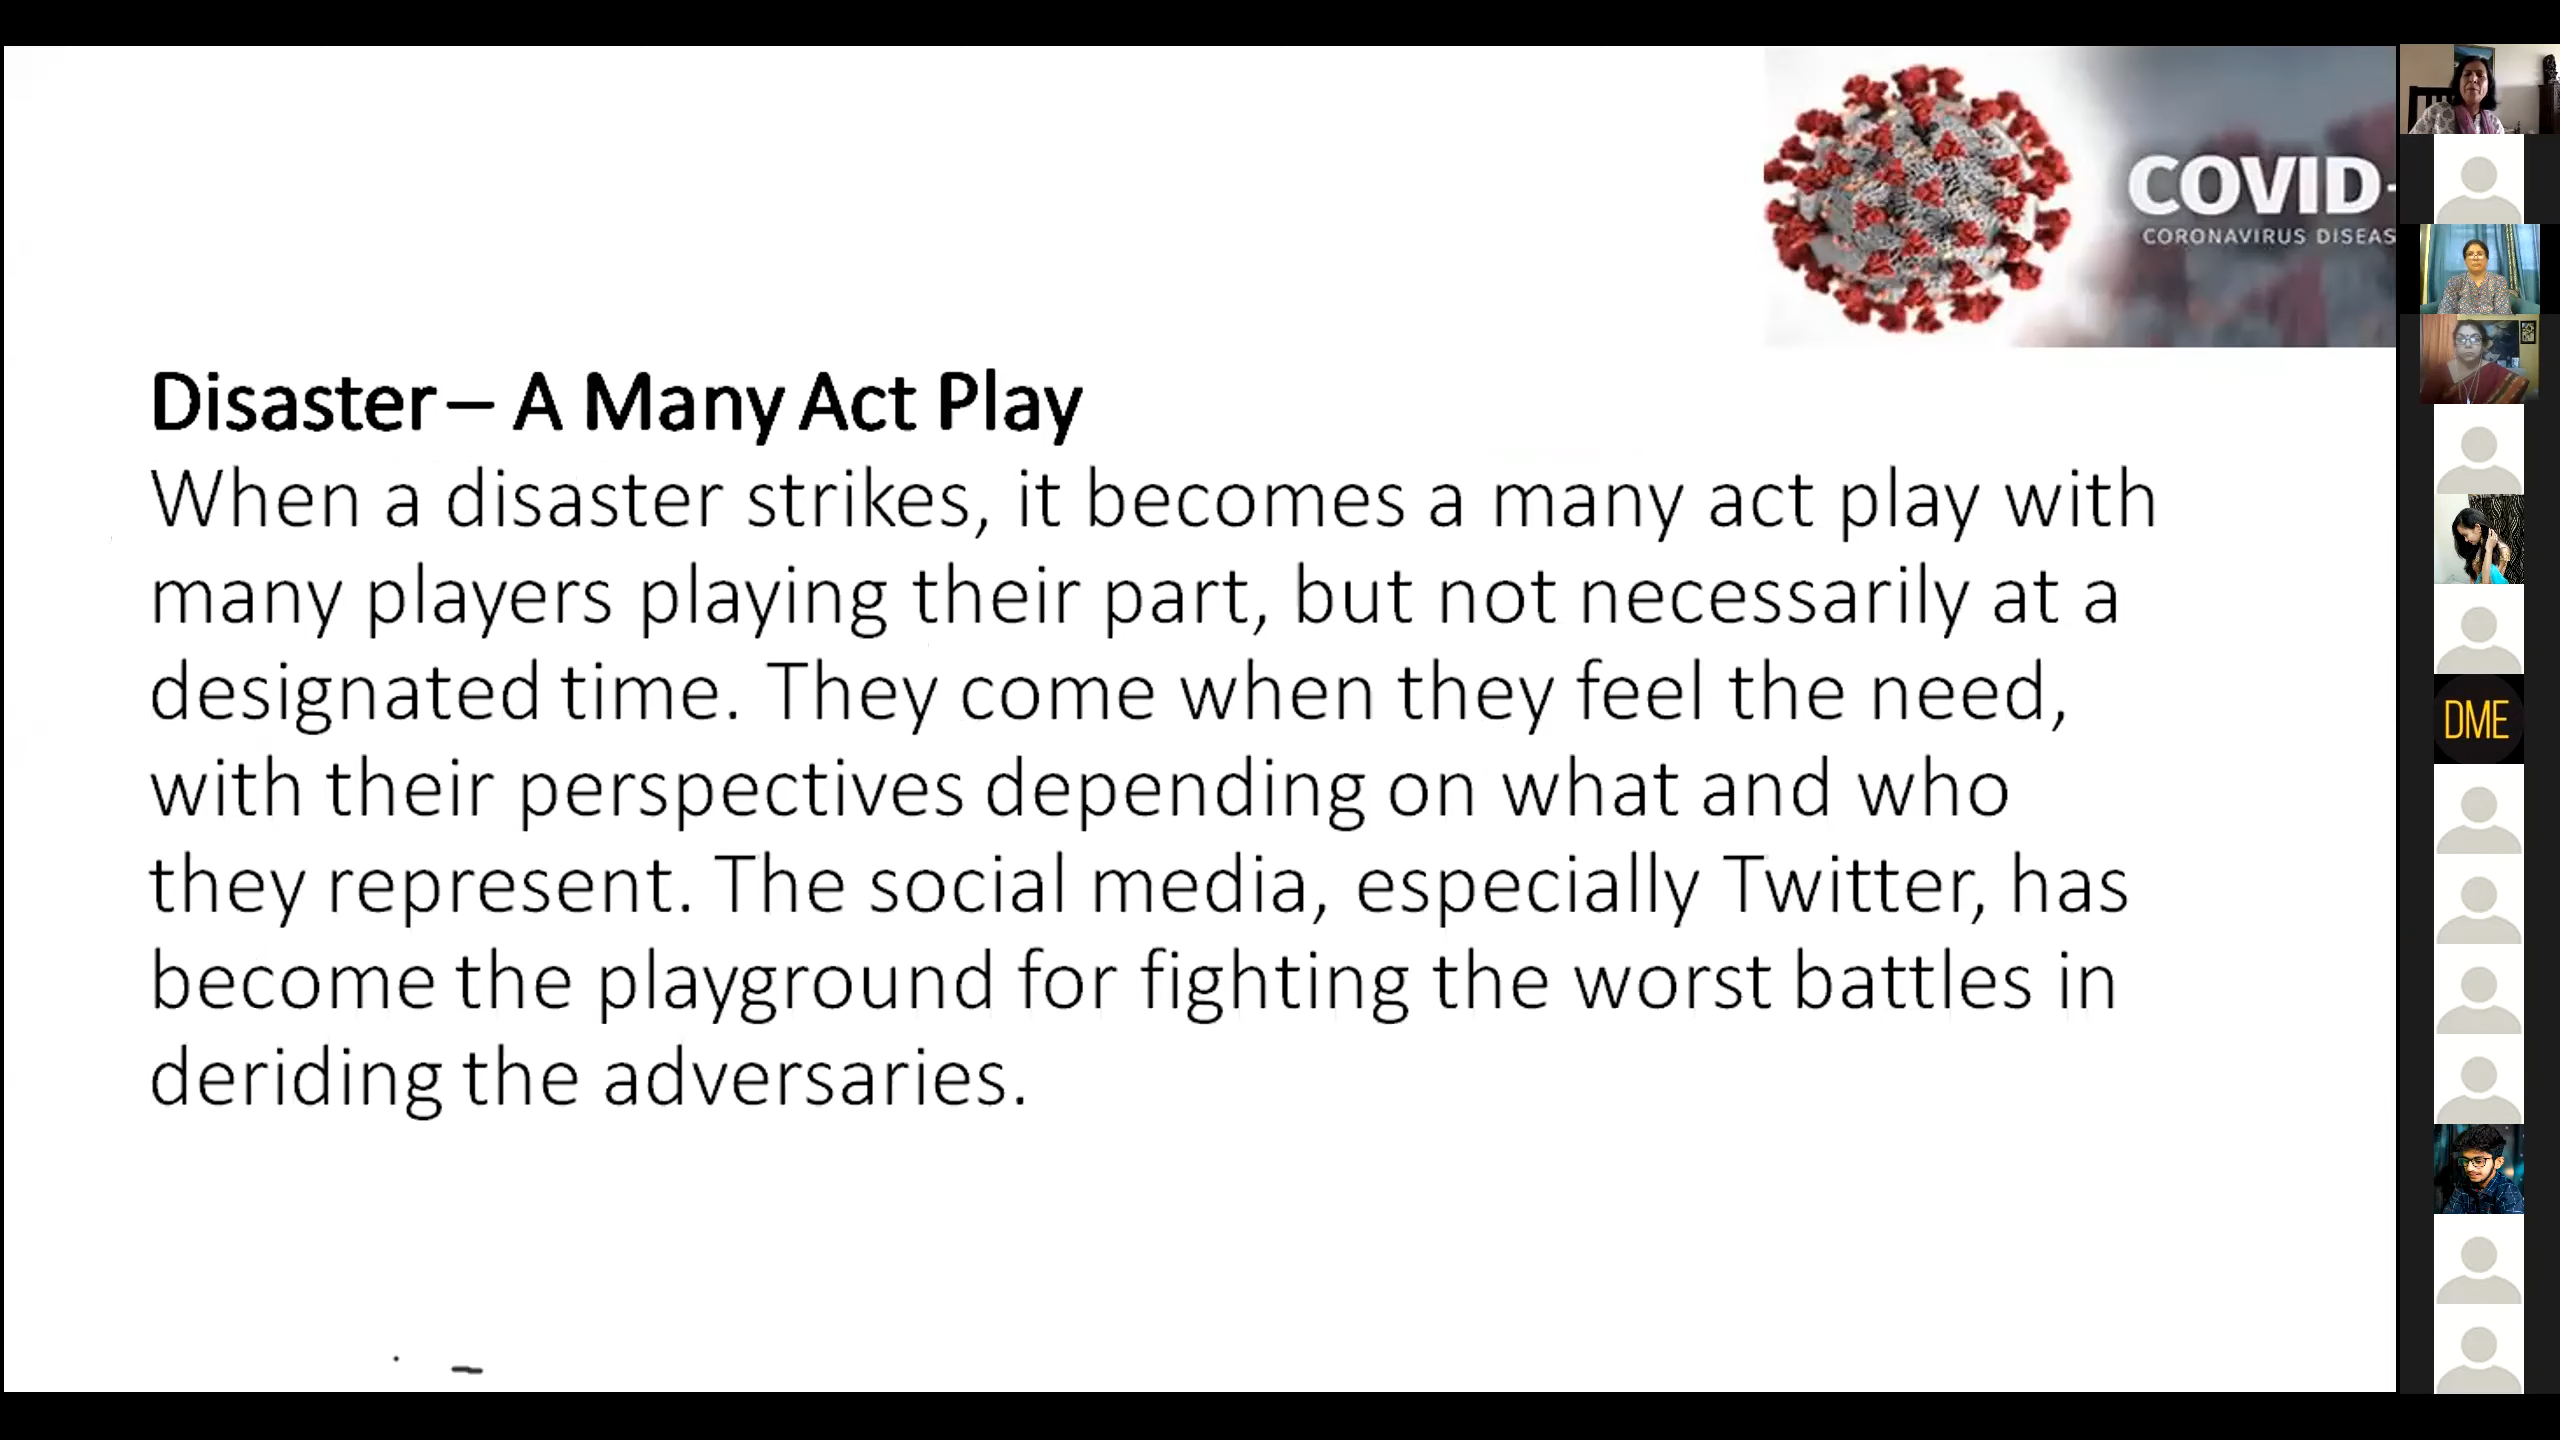 COVID-
CORONAVIRUS DISEAS
Disaster – A Many Act Play
When a disaster strikes, it becomes a many act play with
many players playing their part, but not necessarily at a
designated time. They come when they feel the need,
with their perspectives depending on what and who
they represent. The social media, especially Twitter, has
become the playground for fighting the worst battles in
deriding the adversaries.
DME